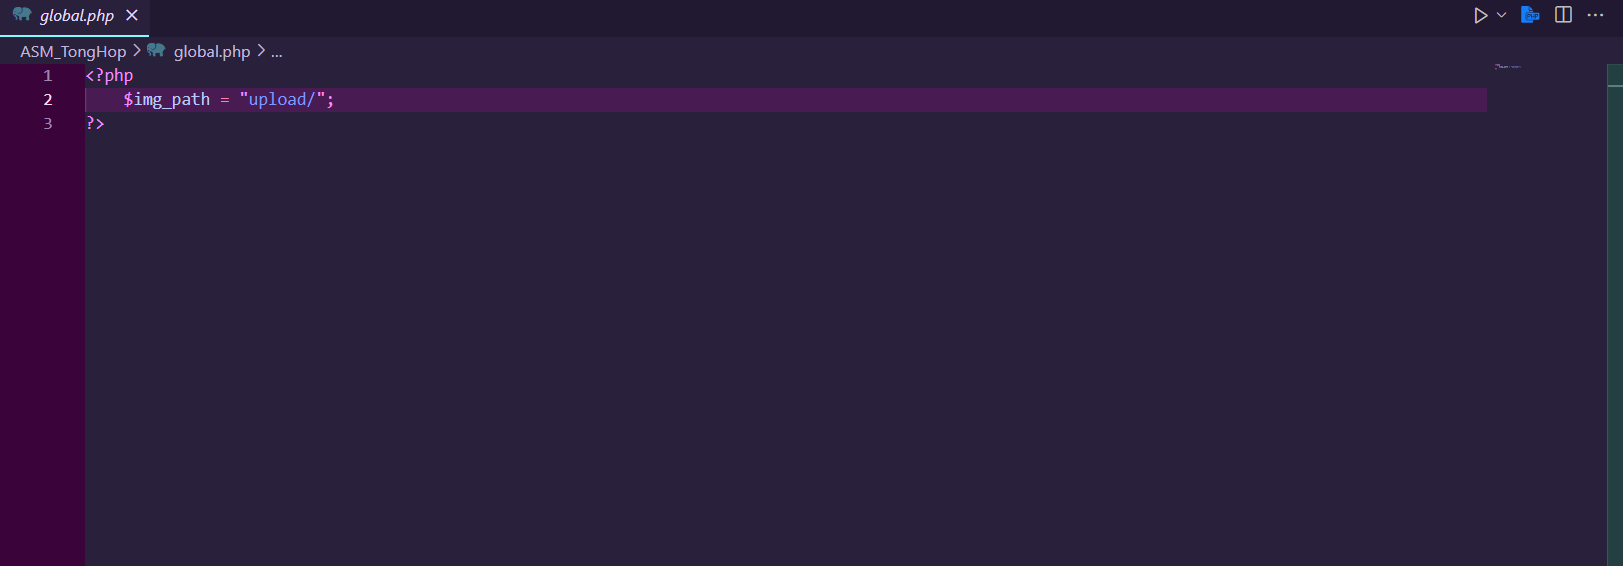 global.php
ASM_TongHop > global.php > ...
1 <?php
2     $img_path = "upload/";
3 ?>